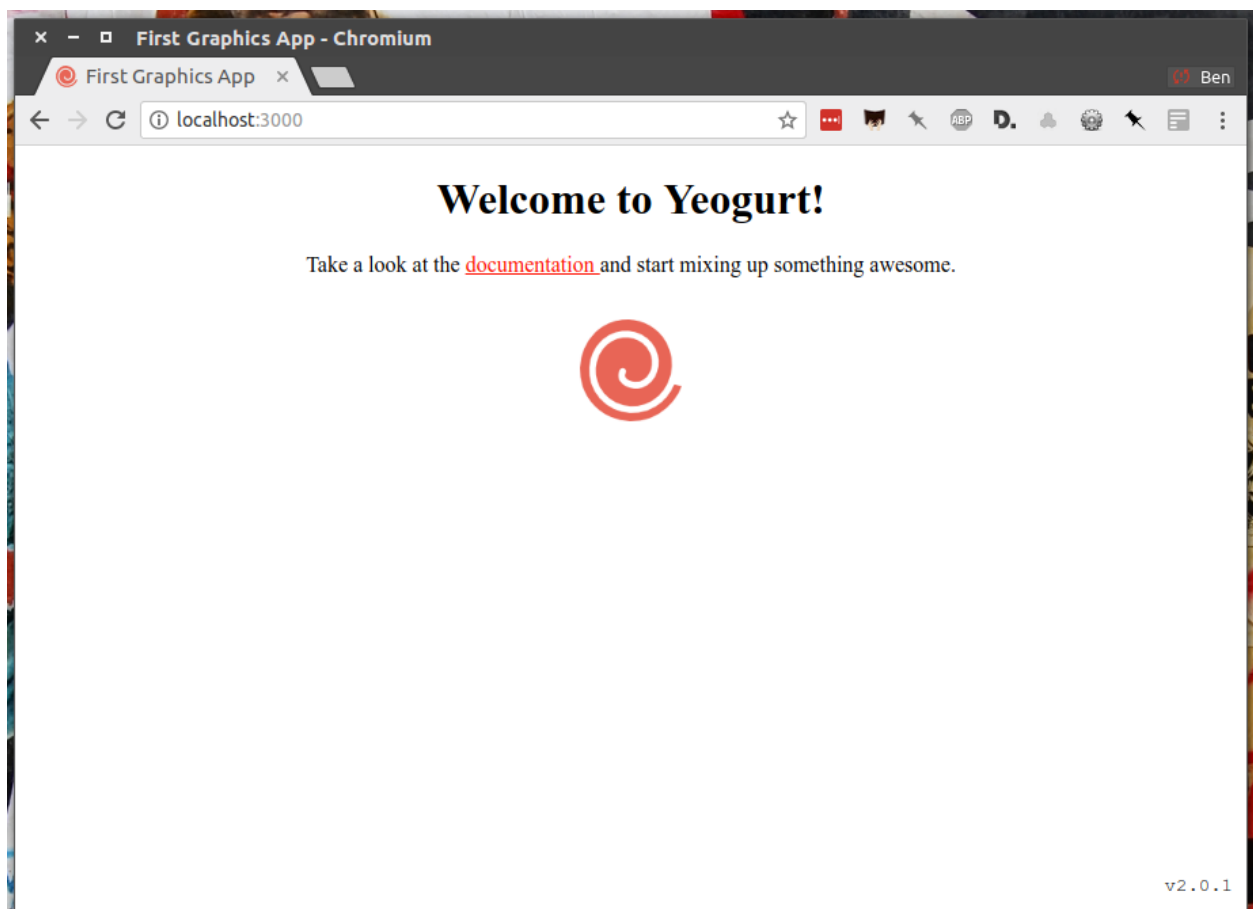 First Graphics App - Chromium
First Graphics App
Ben
localhost:3000
ABP
D.
Welcome to Yeogurt!
Take a look at the documentation and start mixing up something awesome.
v2.0.1